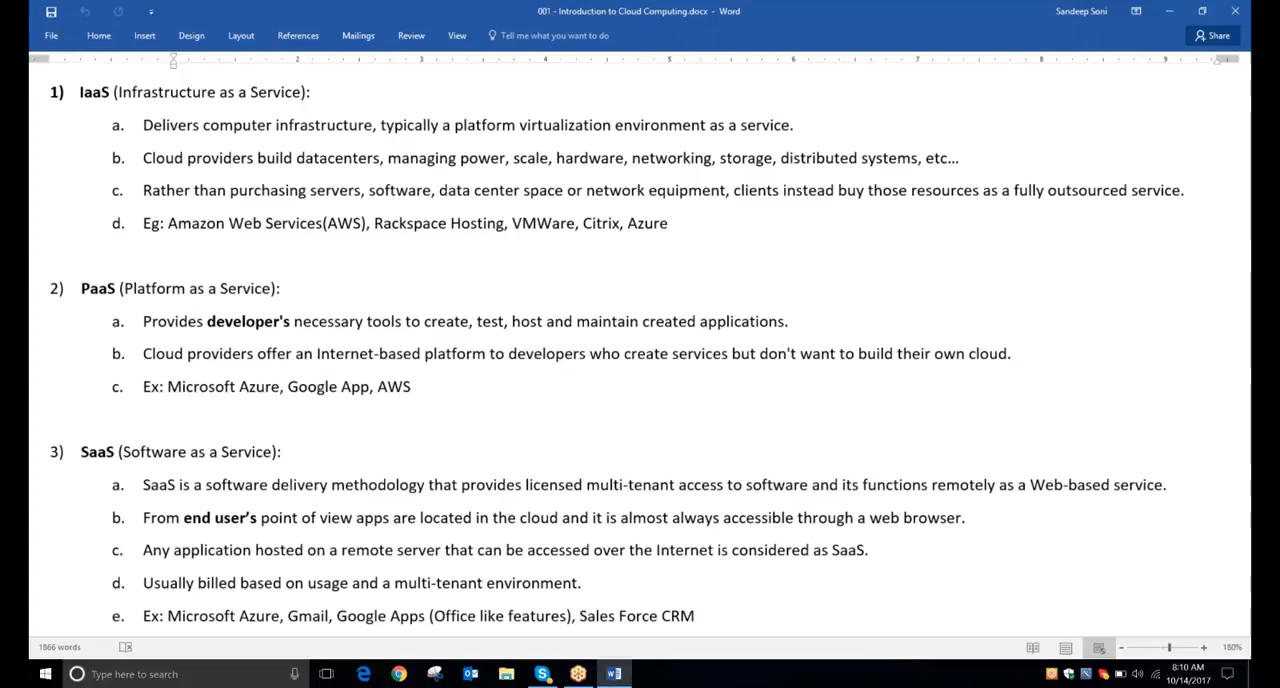 001 - Introduction to Cloud Computing.docx - Word
Sandeep Soni
File Home Insert Design Layout References Mailings Review View Tell me what you want to do Share
2 3 4 5 6 7 8 9
1) IaaS (Infrastructure as a Service):
a. Delivers computer infrastructure, typically a platform virtualization environment as a service.
b. Cloud providers build datacenters, managing power, scale, hardware, networking, storage, distributed systems, etc...
c. Rather than purchasing servers, software, data center space or network equipment, clients instead buy those resources as a fully outsourced service.
d. Eg: Amazon Web Services(AWS), Rackspace Hosting, VMWare, Citrix, Azure
2) PaaS (Platform as a Service):
a. Provides developer's necessary tools to create, test, host and maintain created applications.
b. Cloud providers offer an Internet-based platform to developers who create services but don't want to build their own cloud.
c. Ex: Microsoft Azure, Google App, AWS
3) SaaS (Software as a Service):
a. SaaS is a software delivery methodology that provides licensed multi-tenant access to software and its functions remotely as a Web-based service.
b. From end user’s point of view apps are located in the cloud and it is almost always accessible through a web browser.
c. Any application hosted on a remote server that can be accessed over the Internet is considered as SaaS.
d. Usually billed based on usage and a multi-tenant environment.
e. Ex: Microsoft Azure, Gmail, Google Apps (Office like features), Sales Force CRM
1866 words
180%
Type here to search
8:10 AM
10/14/2017